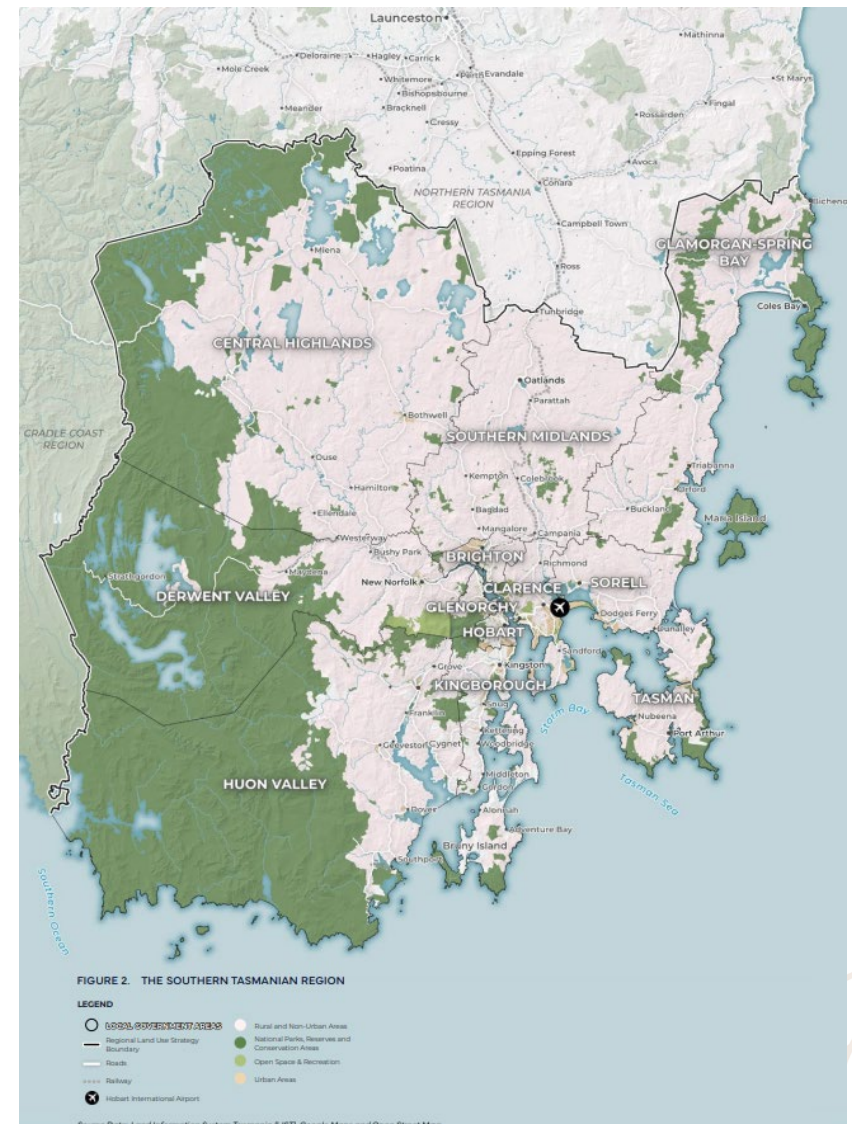 Launceston
Mathinna
Deloraine
Hagley
Carrick
Mole Creek
Perth
Evandale
St Marys
Whitemore
Bishopsbourne
Meander
Bracknell
Fingal
Rossarden
Cressy
Epping Forest
Avoca
Poatina
Conara
NORTHERN TASMANIA
REGION
Bicheno
Campbell Town
GLAMORGAN-SPRING
BAY
Miena
Ross
Coles Bay
Tunbridge
CENTRAL HIGHLANDS
Oatlands
Parattah
Bothwell
CRADLE COAST
REGION
SOUTHERN MIDLANDS
Ouse
Triabunna
Kempton
Colebrook
Hamilton
Orford
Ellendale
Bagdad
Buckland
Maria Island
Mangalore
Campania
Westerway
Bushy Park
BRIGHTON
Richmond
Strathgordon
Maydena
New Norfolk
CLARENCE
SORELL
DERWENT VALLEY
GLENORCHY
Dodges Ferry
HOBART
Dunalley
Sandford
Grove
Kingston
KINGBOROUGH
TASMAN
Franklin
Snug
Storm Bay
Nubeena
Kettering
Port Arthur
Geeveston
Cygnet
Woodbridge
HUON VALLEY
Middleton
Gordon
Tasman Sea
Dover
Alonnah
Adventure Bay
Bruny Island
Southport
Southern Ocean
FIGURE 2. THE SOUTHERN TASMANIAN REGION
LEGEND
LOCAL GOVERNMENT AREAS
Regional Land Use Strategy
Boundary
Roads
Railway
Hobart International Airport
Rural and Non-Urban Areas
National Parks, Reserves and
Conservation Areas
Open Space & Recreation
Urban Areas